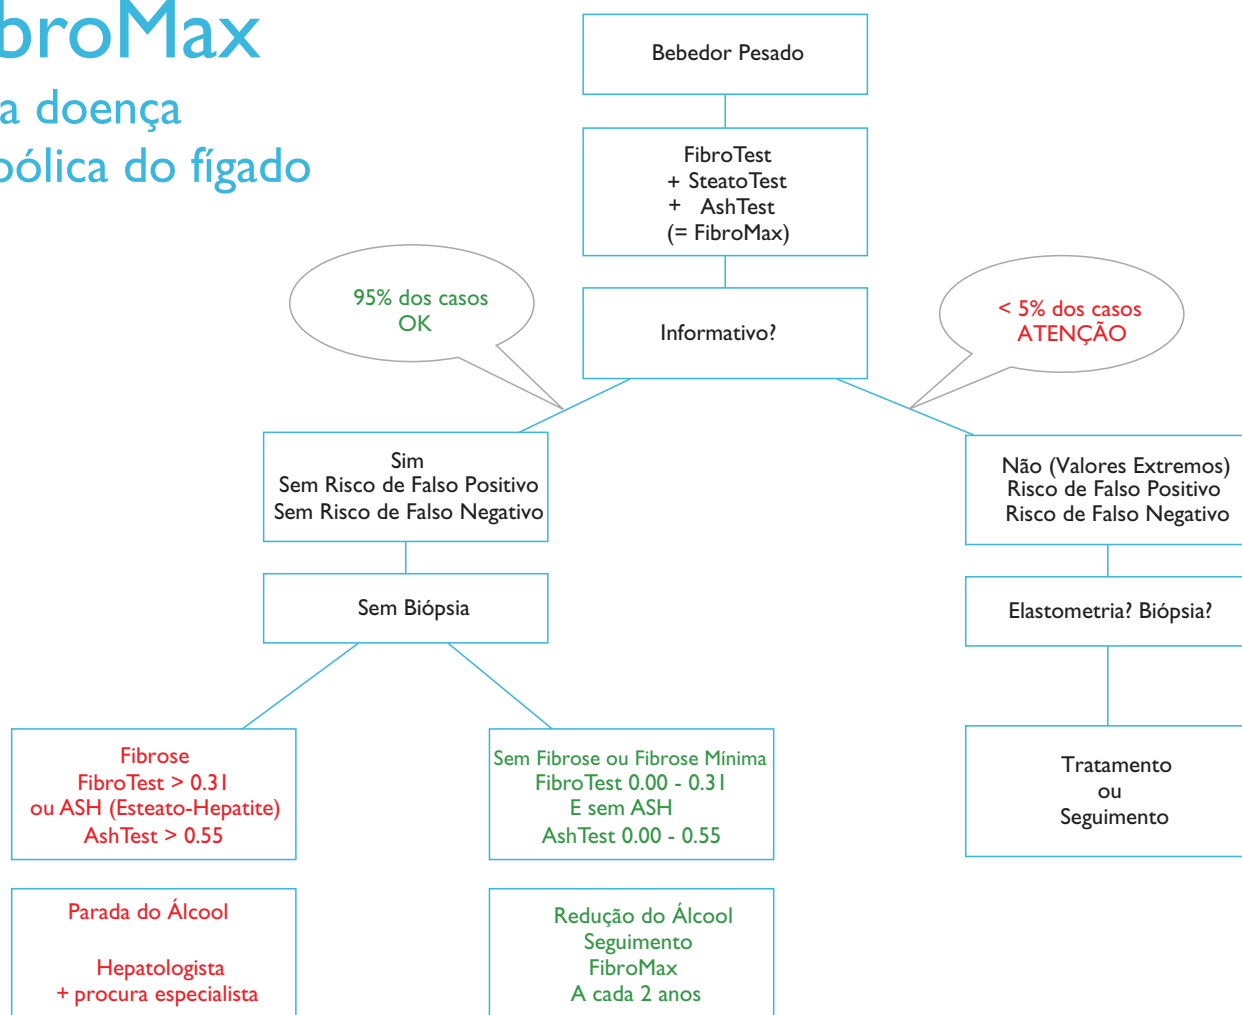 broMax
a doença
bólica do fígado
Bebedor Pesado
FibroTest
+ SteatoTest
+ AshTest
(= FibroMax)
95% dos casos
OK
Informativo?
< 5% dos casos
ATENÇÃO
Sim
Sem Risco de Falso Positivo
Sem Risco de Falso Negativo
Não (Valores Extremos)
Risco de Falso Positivo
Risco de Falso Negativo
Sem Biópsia
Elastometria? Biópsia?
Fibrose
FibroTest > 0.31
ou ASH (Esteato-Hepatite)
AshTest > 0.55
Sem Fibrose ou Fibrose Mínima
FibroTest 0.00 - 0.31
E sem ASH
AshTest 0.00 - 0.55
Tratamento
ou
Seguimento
Parada do Álcool
Hepatologista
+ procura especialista
Redução do Álcool
Seguimento
FibroMax
A cada 2 anos